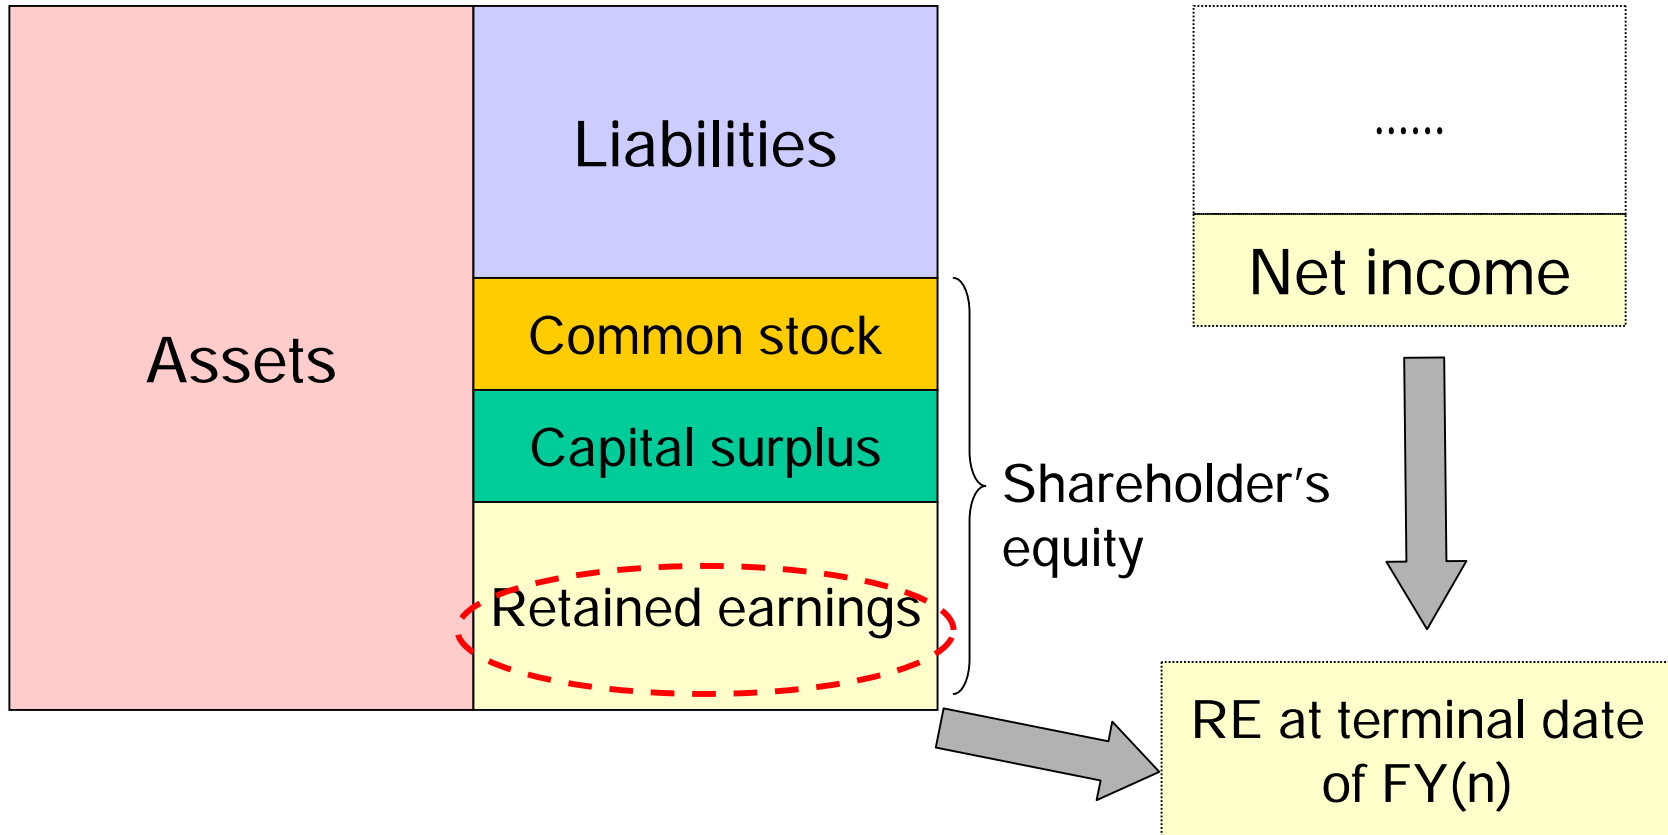 Assets
Liabilities
Common stock
Capital surplus
Retained earnings
Shareholder's
equity
......
Net income
RE at terminal date
of FY(n)